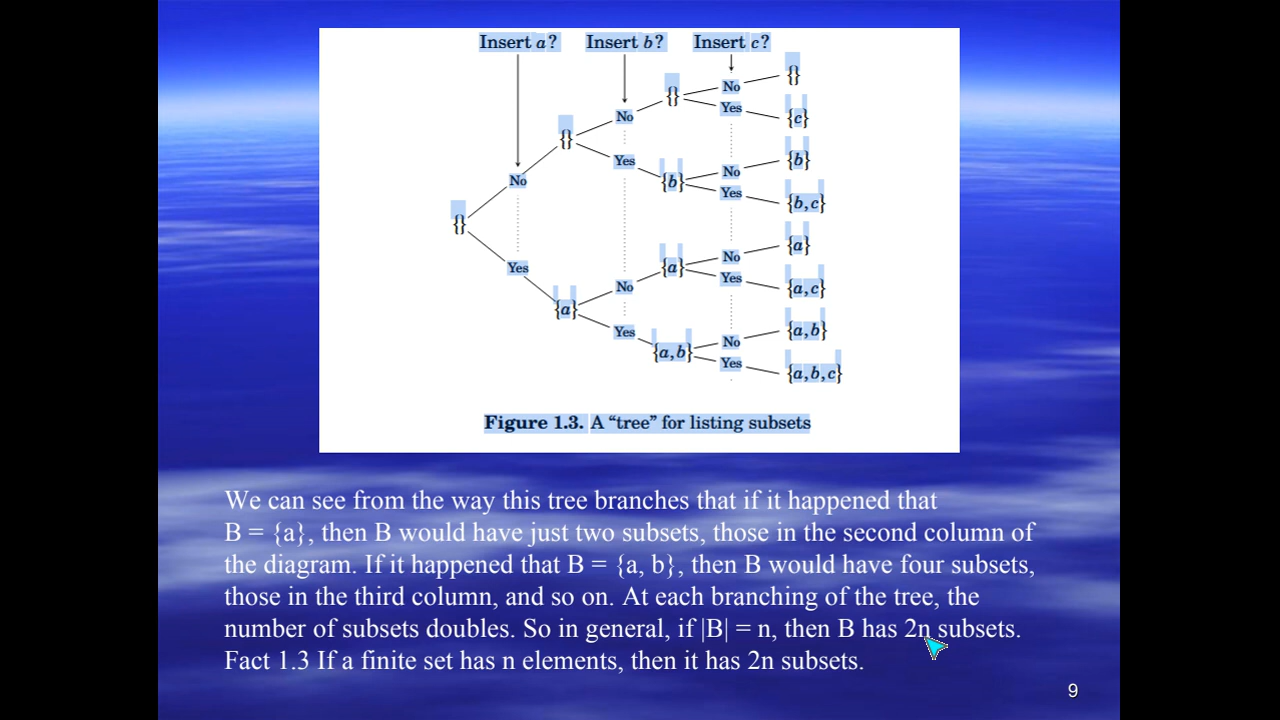 Insert a? Insert b? Insert c?
{}
{}
No
{}
No
Yes
{c}
{}
No
{b}
Yes
{b}
No
Yes
{b,c}
{}
{a}
Yes
{a}
No
No
Yes
{a,c}
{a}
Yes
{a,b}
{a,b}
No
Yes
{a,b,c}
Figure 1.3. A “tree” for listing subsets
We can see from the way this tree branches that if it happened that
B = {a}, then B would have just two subsets, those in the second column of
the diagram. If it happened that B = {a, b}, then B would have four subsets,
those in the third column, and so on. At each branching of the tree, the
number of subsets doubles. So in general, if |B| = n, then B has 2n subsets.
Fact 1.3 If a finite set has n elements, then it has 2n subsets.
9